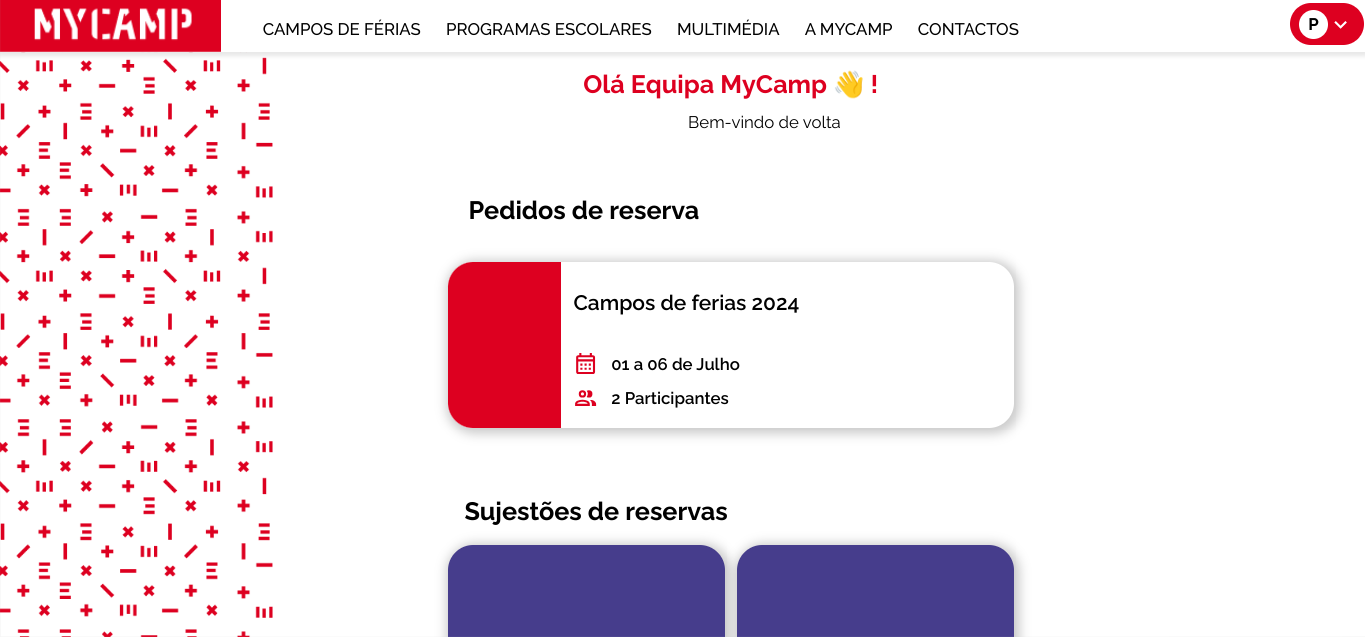 MYCAMP
CAMPOS DE FÉRIAS PROGRAMAS ESCOLARES MULTIMÉDIA A MYCAMP CONTACTOS
P
Olá Equipa MyCamp 👋 !
Bem-vindo de volta
Pedidos de reserva
Campos de ferias 2024
01 a 06 de Julho
2 Participantes
Sujestões de reservas